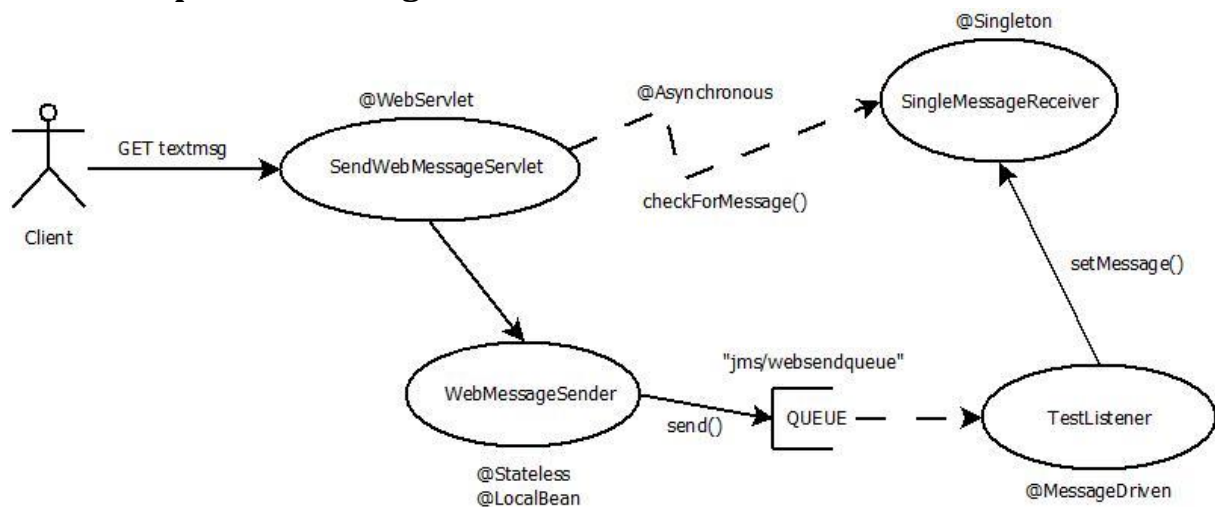 @Singleton
@WebServlet
@Asynchronous
SingleMessageReceiver
GET textmsg
SendWebMessageServlet
checkForMessage()
Client
setMessage()
"jms/websendqueue"
WebMessageSender
send()
QUEUE
TestListener
@Stateless
@LocalBean
@MessageDriven